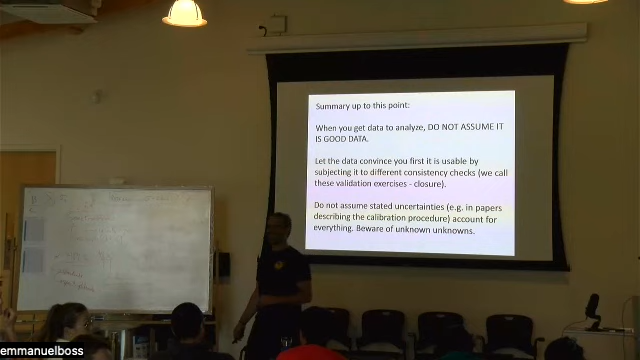 Summary up to this point:
When you get data to analyze, DO NOT ASSUME IT
IS GOOD DATA.
Let the data convince you first it is usable by
subjecting it to different consistency checks (we call
these validation exercises - closure).
Do not assume stated uncertainties (e.g. in papers
describing the calibration procedure) account for
everything. Beware of unknown unknowns.
emmanuelboss